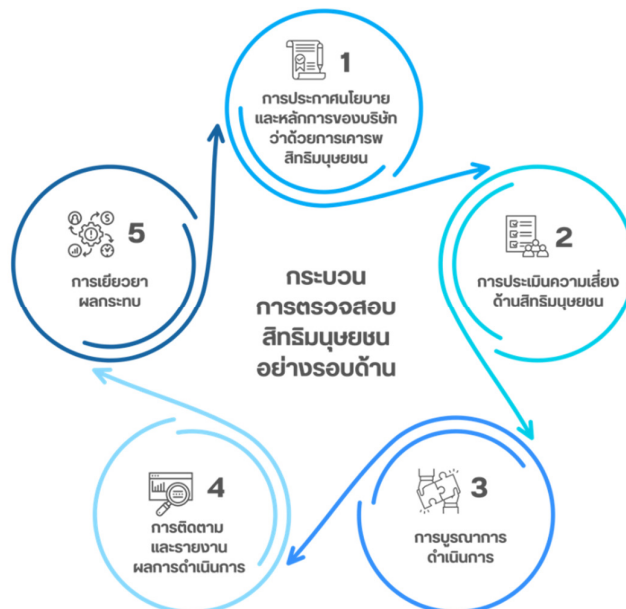 1
การประกาศนโยบาย
และหลักการของบริษัท
ว่าด้วยการเคารพ
สิทธิมนุษยชน
2
การประเมินความเสี่ยง
ด้านสิทธิมนุษยชน
3
การบูรณาการ
ดำเนินการ
4
การติดตาม
และรายงาน
ผลการดำเนินการ
5
การเยียวยา
ผลกระทบ
กระบวน
การตรวจสอบ
สิทธิมนุษยชน
อย่างรอบด้าน